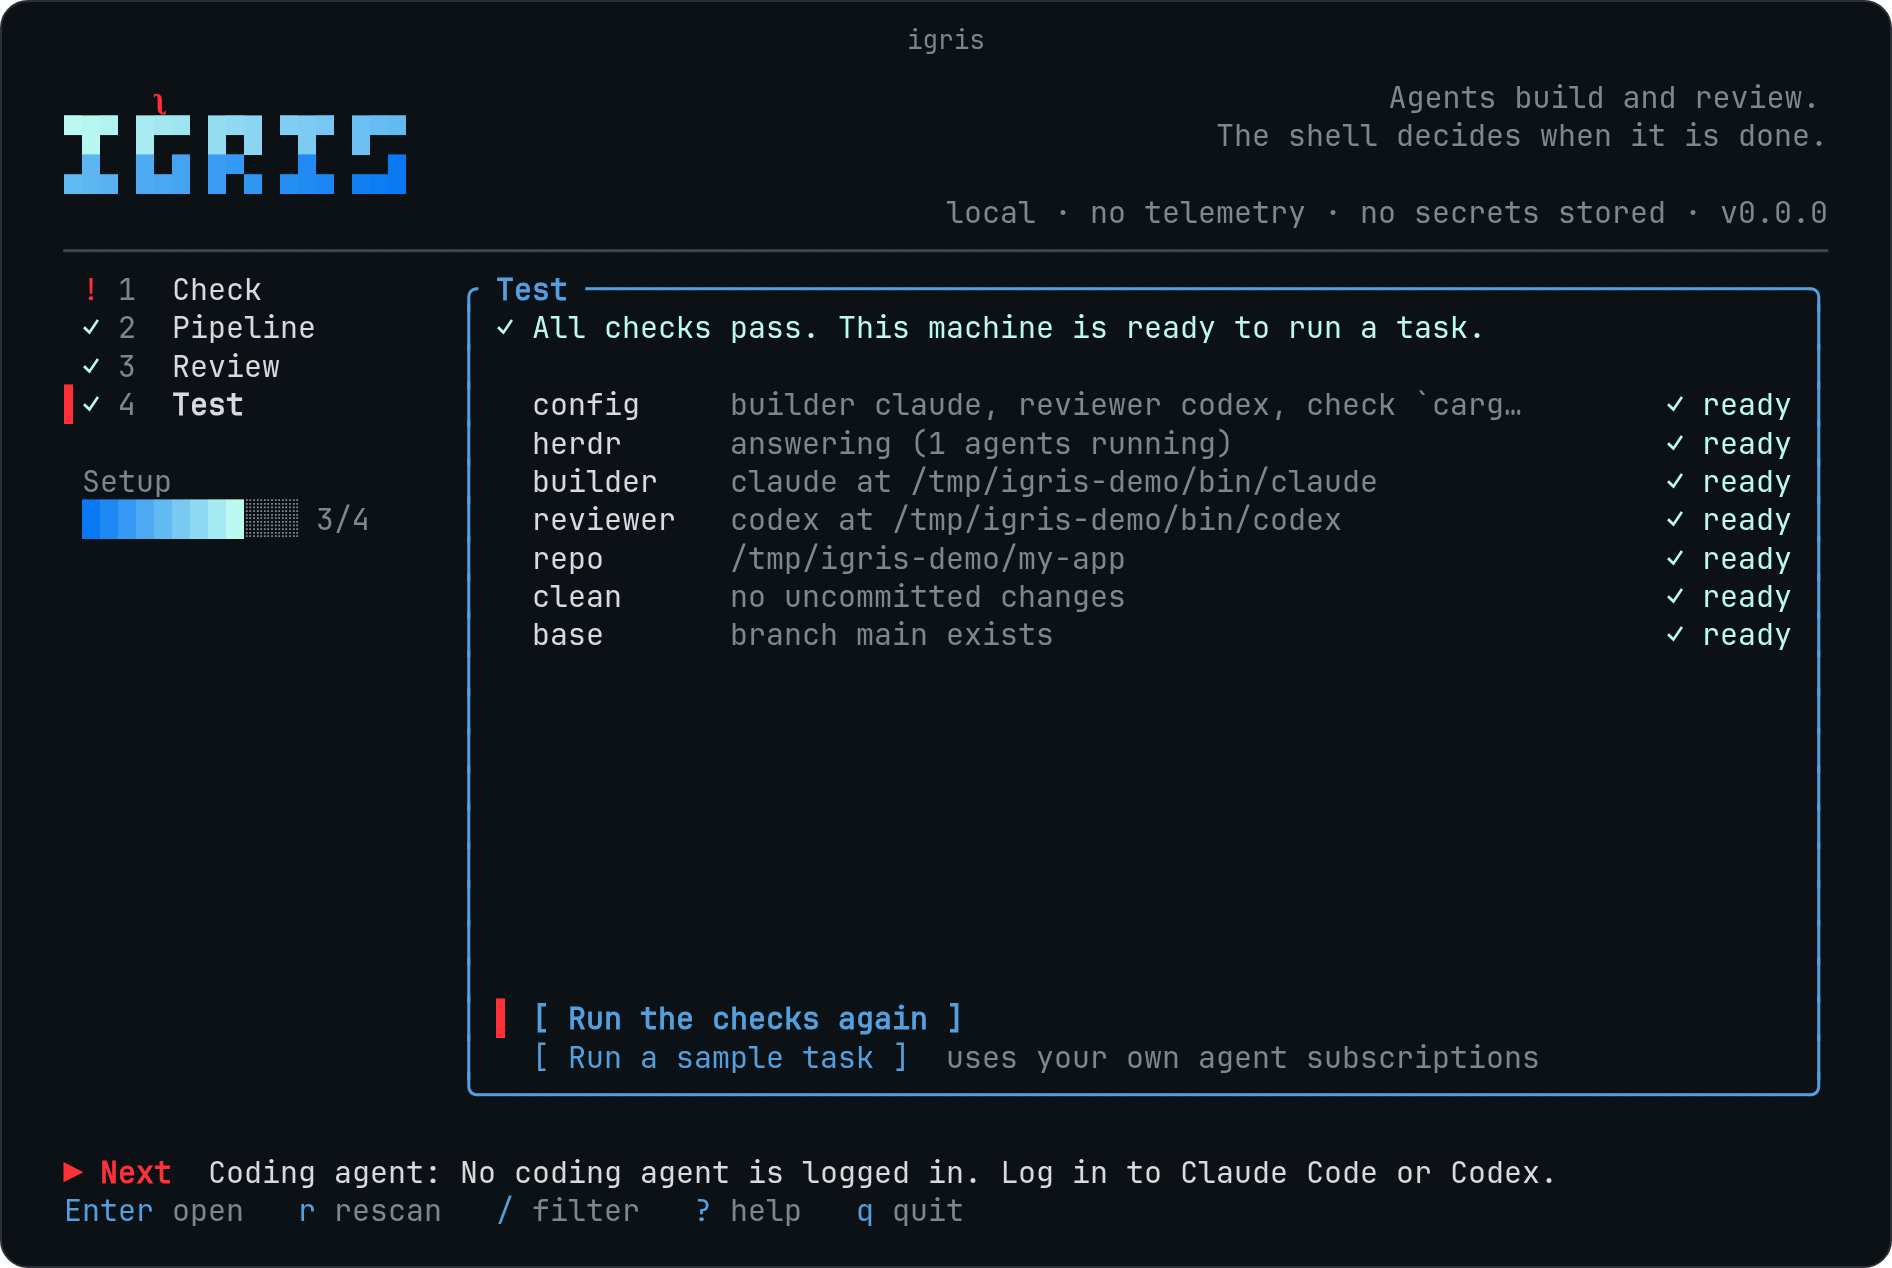 igris
IGRIS
Agents build and review.
The shell decides when it is done.
local · no telemetry · no secrets stored · v0.0.0
! 1 Check
✓ 2 Pipeline
✓ 3 Review
✓ 4 Test
Setup
3/4
Test
✓ All checks pass. This machine is ready to run a task.
config builder claude, reviewer codex, check `carg… ✓ ready
herdr answering (1 agents running) ✓ ready
builder claude at /tmp/igris-demo/bin/claude ✓ ready
reviewer codex at /tmp/igris-demo/bin/codex ✓ ready
repo /tmp/igris-demo/my-app ✓ ready
clean no uncommitted changes ✓ ready
base branch main exists ✓ ready
[ Run the checks again ]
[ Run a sample task ] uses your own agent subscriptions
▶ Next Coding agent: No coding agent is logged in. Log in to Claude Code or Codex.
Enter open r rescan / filter ? help q quit